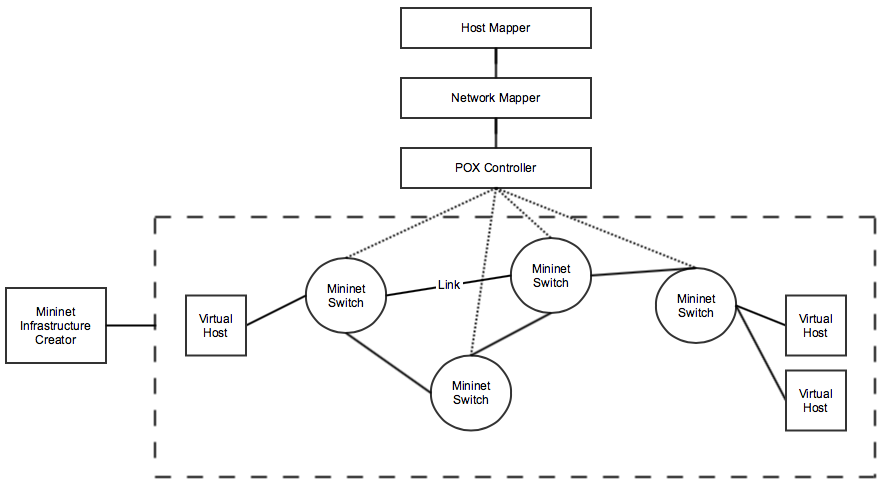 Host Mapper
Network Mapper
POX Controller
Mininet
Switch
Link
Mininet
Switch
Mininet
Switch
Mininet
Infrastructure
Creator
Virtual
Host
Virtual
Host
Mininet
Switch
Virtual
Host